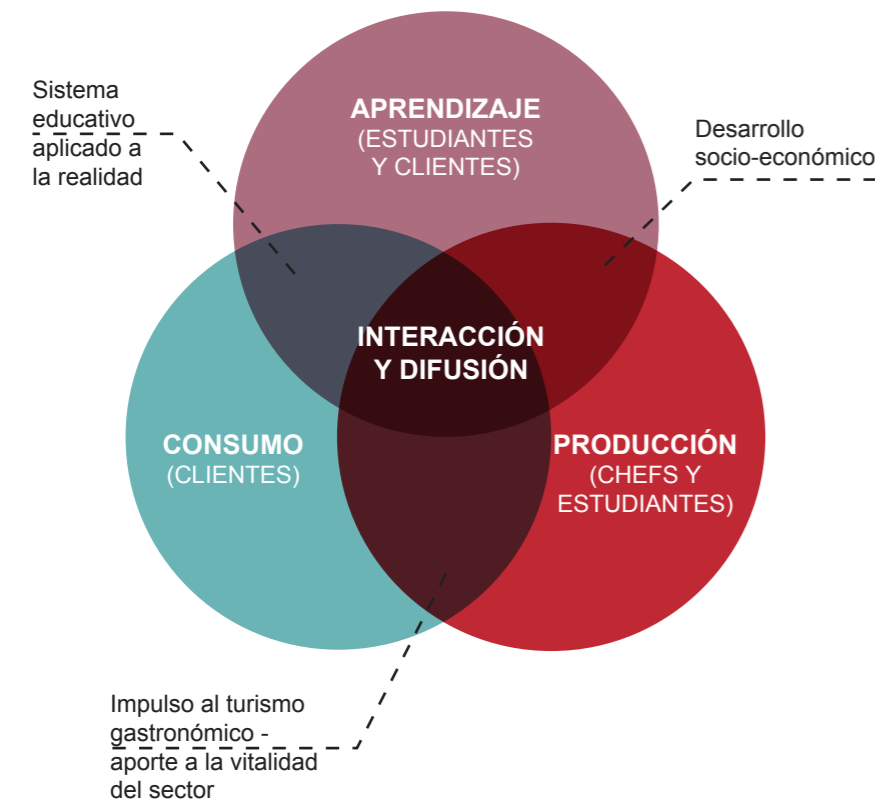 Sistema
educativo
aplicado a
la realidad
APRENDIZAJE
(ESTUDIANTES
Y CLIENTES)
Desarrollo
socio-económico
INTERACCIÓN
Y DIFUSIÓN
CONSUMO
(CLIENTES)
PRODUCCIÓN
(CHEFS Y
ESTUDIANTES)
Impulso al turismo
gastronómico -
aporte a la vitalidad
del sector